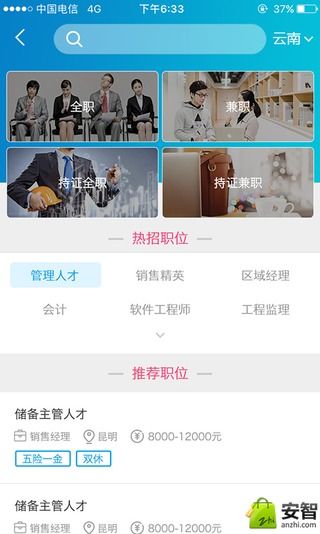 中国电信 4G 下午6:33 35%
云南
全职 兼职
持证全职 持证兼职
热招职位
管理人才 销售精英 区域经理
会计 软件工程师 工程监理
推荐职位
储备主管人才
销售经理 昆明 8000-12000元
五险一金 双休
储备主管人才
销售经理 昆明 8000-12000元
zhi
安智
anzhi.com